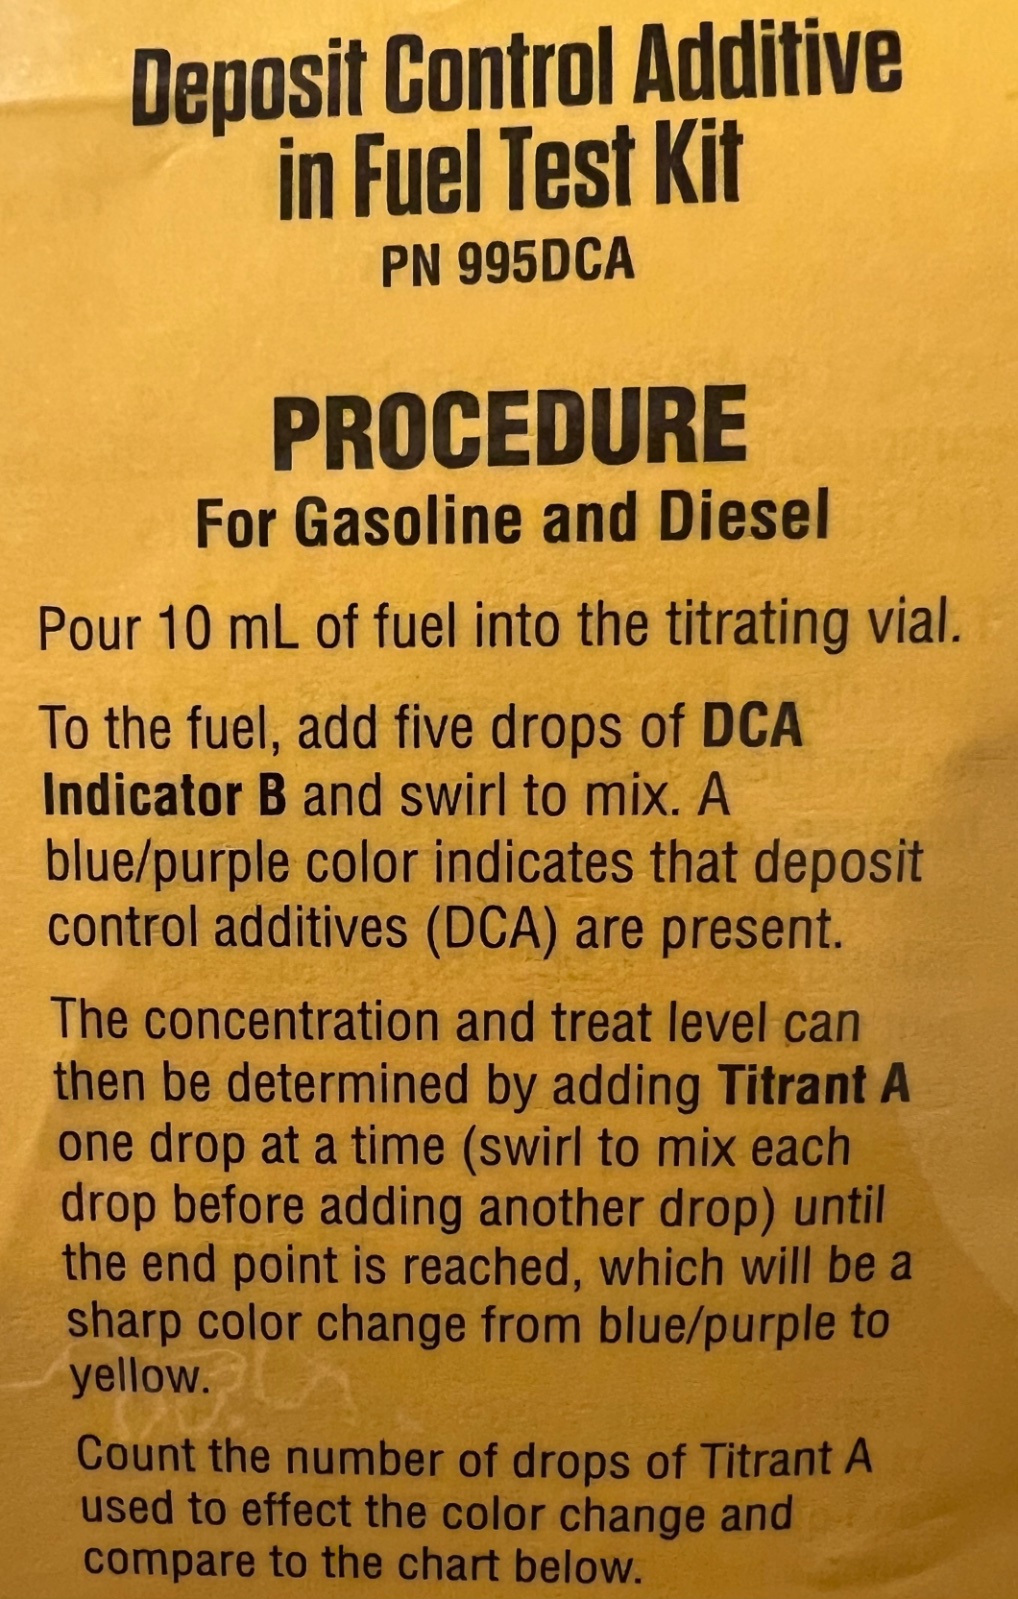 Deposit Control Additive
in Fuel Test Kit
PN 995DCA
PROCEDURE
For Gasoline and Diesel
Pour 10 mL of fuel into the titrating vial.
To the fuel, add five drops of DCA
Indicator B and swirl to mix. A
blue/purple color indicates that deposit
control additives (DCA) are present.
The concentration and treat level can
then be determined by adding Titrant A
one drop at a time (swirl to mix each
drop before adding another drop) until
the end point is reached, which will be a
sharp color change from blue/purple to
yellow.
Count the number of drops of Titrant A
used to effect the color change and
compare to the chart below.